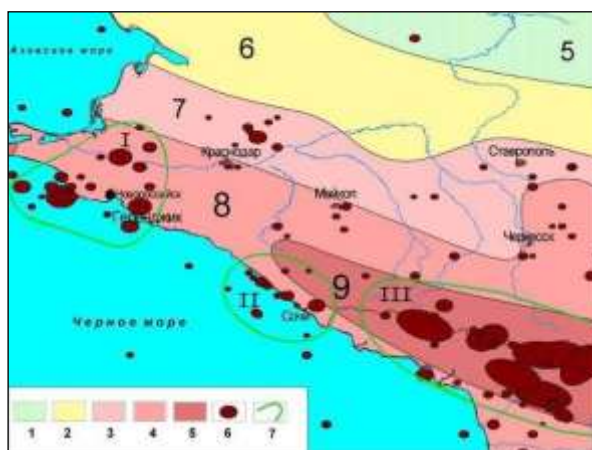 Азовское море
6
5
7
I
Краснодар
Ставрополь
Новороссийск
Майкоп
Геленджик
8
Черкесск
9
II
III
Сочи
Черное море
1 2 3 4 5 6 7